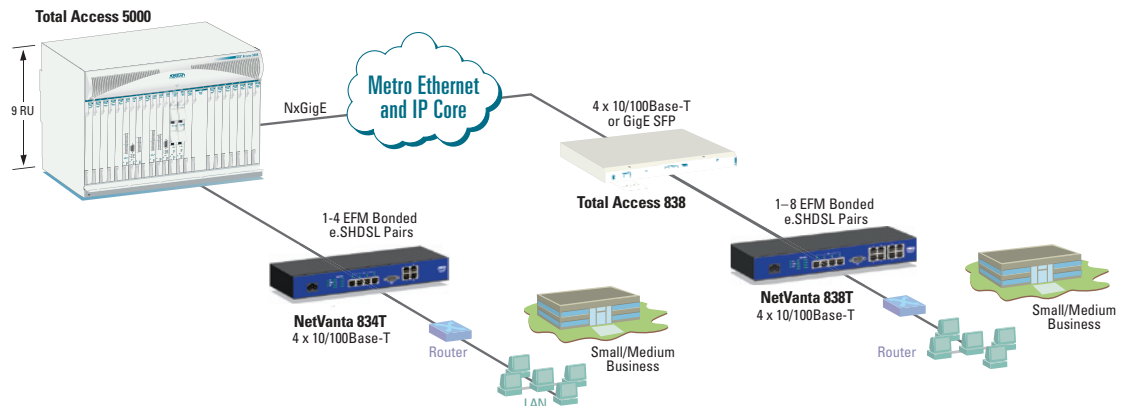 Total Access 5000
9 RU
NxGigE
Metro Ethernet
and IP Core
4 x 10/100Base-T
or GigE SFP
Total Access 838
1-4 EFM Bonded
e.SHDSL Pairs
NetVanta 834T
4 x 10/100Base-T
Router
LAN
Small/Medium
Business
1–8 EFM Bonded
e.SHDSL Pairs
NetVanta 838T
4 x 10/100Base-T
Router
Small/Medium
Business